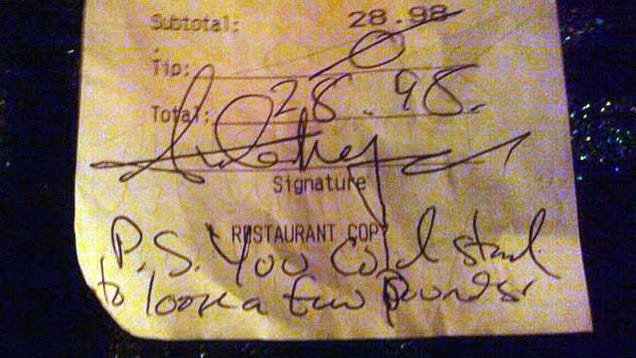 Subtotal: 28.98
Tip: 0
Total: 28.98.
Signature
RESTAURANT COPY
P.S. You Could stand
to loose a few Pounds!